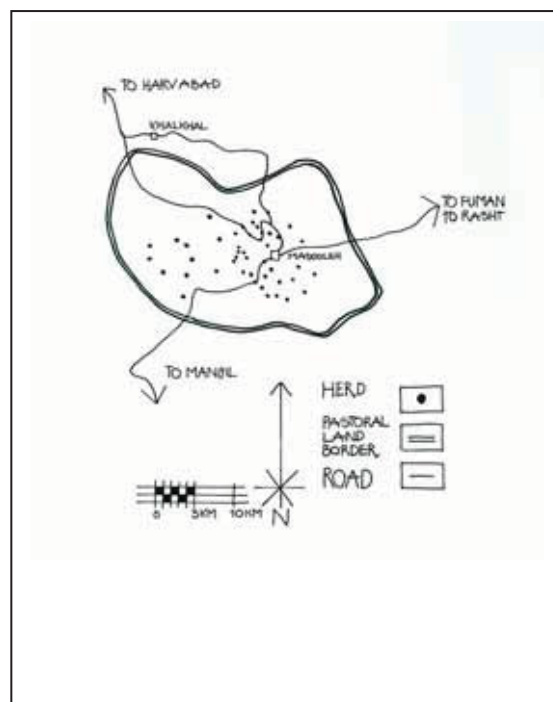 TO HARVABAD
KHALKHAL
TO FUMAN
TO RASHT
MASOOLEH
TO MANJIL
HERD
PASTORAL
LAND
BORDER
ROAD
0 5KM 10KM
N